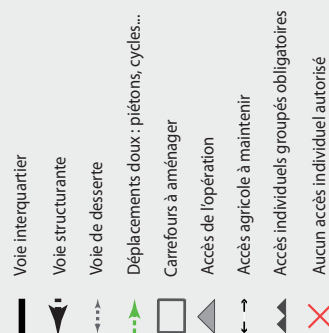 Voie interquartier
Voie structurante
Voie de desserte
Déplacements doux : piétons, cycles...
Carrefours à aménager
Accès de l'opération
Accès agricole à maintenir
Accès individuels groupés obligatoires
Aucun accès individuel autorisé